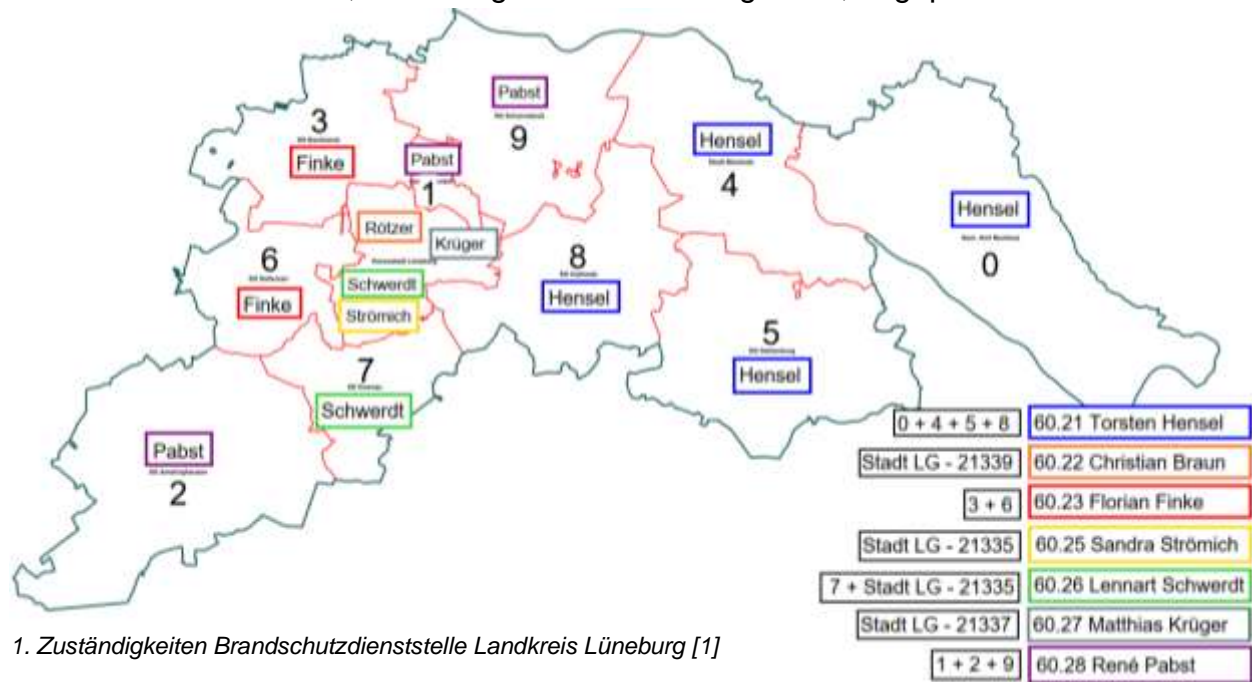 Pabst
3
9
Finke
Hensel
Pabst
1
4
Hensel
Rötzer
Krüger
0
6
8
Schwerdt
Finke
Hensel
Strömich
5
7
Hensel
Schwerdt
Pabst
2
0 + 4 + 5 + 8 60.21 Torsten Hensel
Stadt LG - 21339 60.22 Christian Braun
3 + 6 60.23 Florian Finke
Stadt LG - 21335 60.25 Sandra Strömich
7 + Stadt LG - 21335 60.26 Lennart Schwerdt
Stadt LG - 21337 60.27 Matthias Krüger
1 + 2 + 9 60.28 René Pabst
1. Zuständigkeiten Brandschutzdienststelle Landkreis Lüneburg [1]